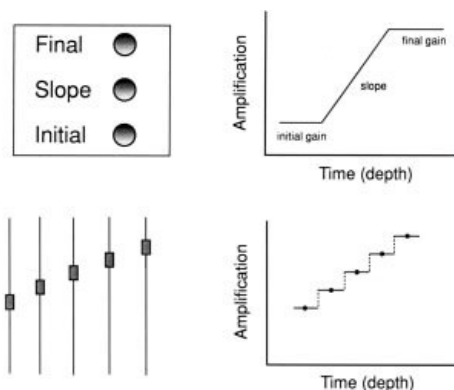 Final
Slope
Initial
Amplification
final gain
slope
initial gain
Time (depth)
Amplification
Time (depth)